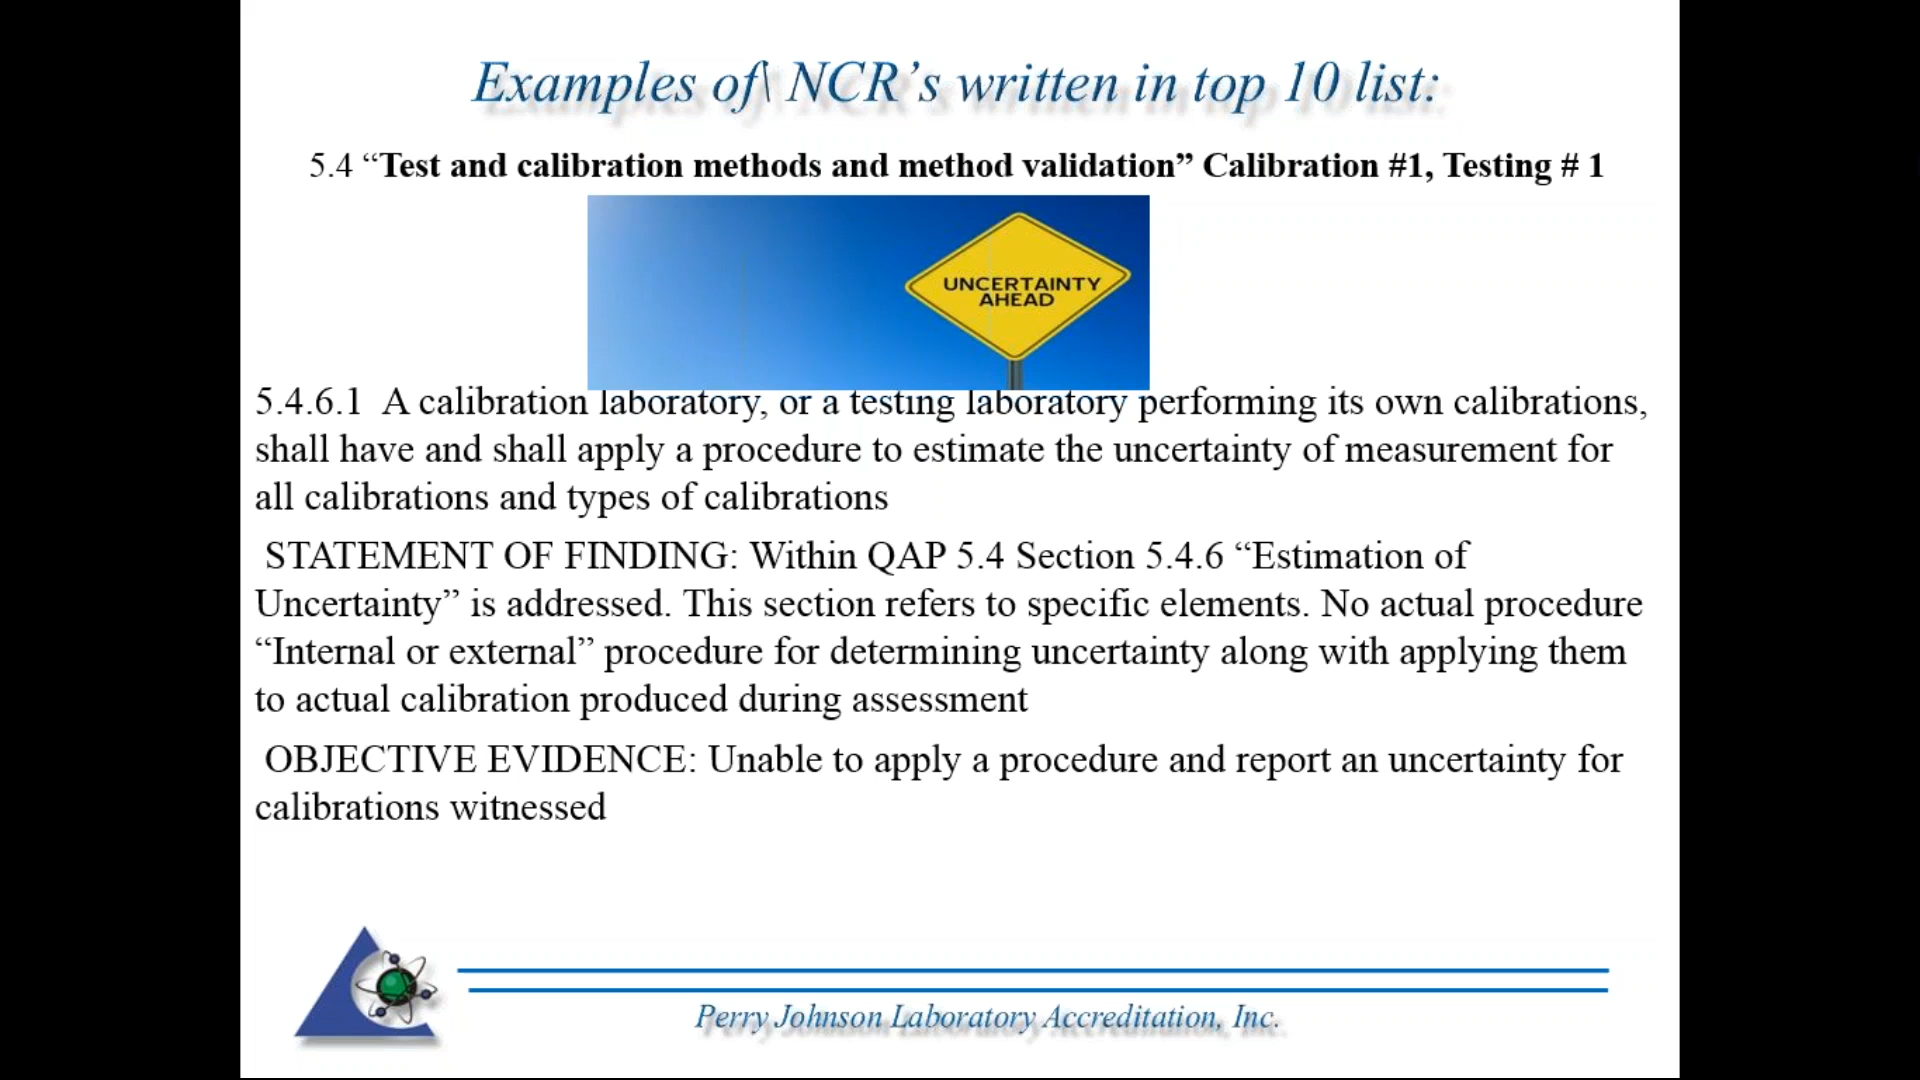 Examples of\ NCR’s written in top 10 list:
5.4 “Test and calibration methods and method validation” Calibration #1, Testing # 1
UNCERTAINTY
AHEAD
5.4.6.1  A calibration laboratory, or a testing laboratory performing its own calibrations,
shall have and shall apply a procedure to estimate the uncertainty of measurement for
all calibrations and types of calibrations
STATEMENT OF FINDING: Within QAP 5.4 Section 5.4.6 “Estimation of
Uncertainty” is addressed. This section refers to specific elements. No actual procedure
“Internal or external” procedure for determining uncertainty along with applying them
to actual calibration produced during assessment
OBJECTIVE EVIDENCE: Unable to apply a procedure and report an uncertainty for
calibrations witnessed
Perry Johnson Laboratory Accreditation, Inc.